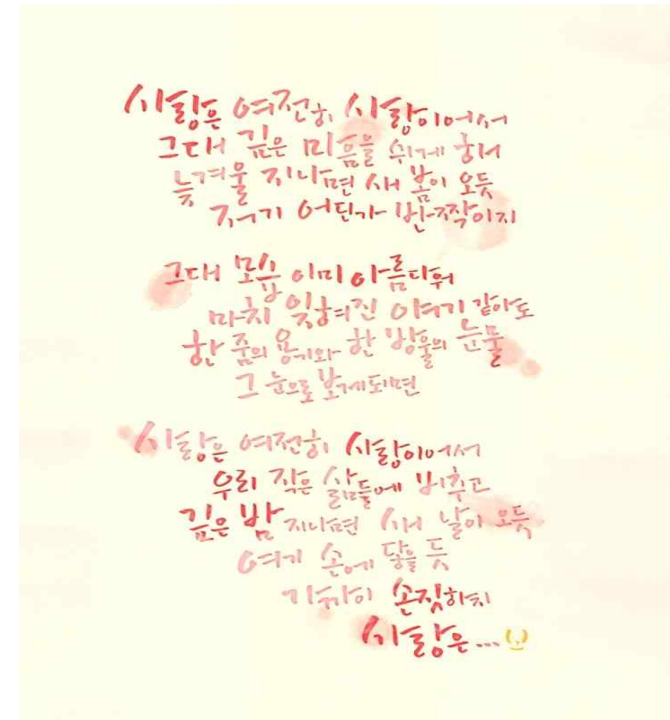 사랑은 여전히 사랑이어서
그대 깊은 마음을 쉬게 하니
늦겨울 지나면 새 봄이 오듯
저기 어딘가 반짝이지
그대 모습 이미 아름다워
마치 잊혀진 이야기 같아도
한 줌의 용기와 한 방울의 눈물
그 눈으로 보게되면
사랑은 여전히 사랑이어서
우리 작은 삶들에 비추고
깊은 밤 지나면 새 날이 오듯
여기 손에 닿을 듯
가까이 손짓하지
사랑은...